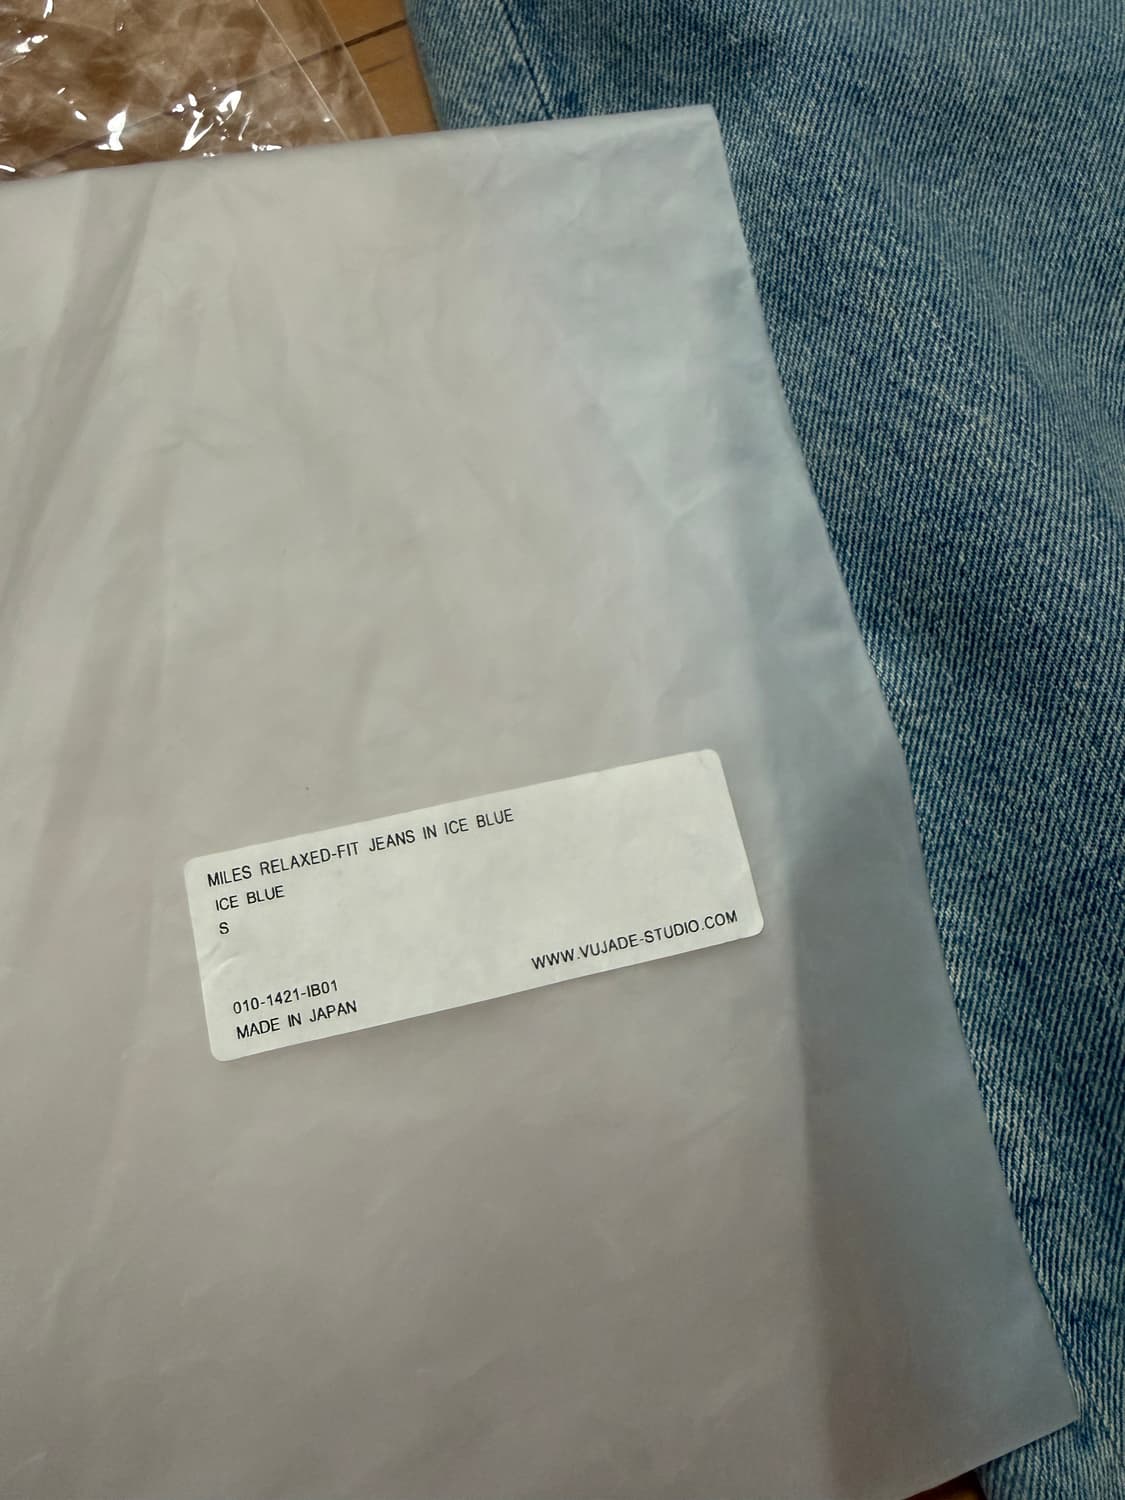 MILES RELAXED-FIT JEANS IN ICE BLUE
ICE BLUE
S
010-1421-IB01
MADE IN JAPAN
WWW.VUJADE-STUDIO.COM